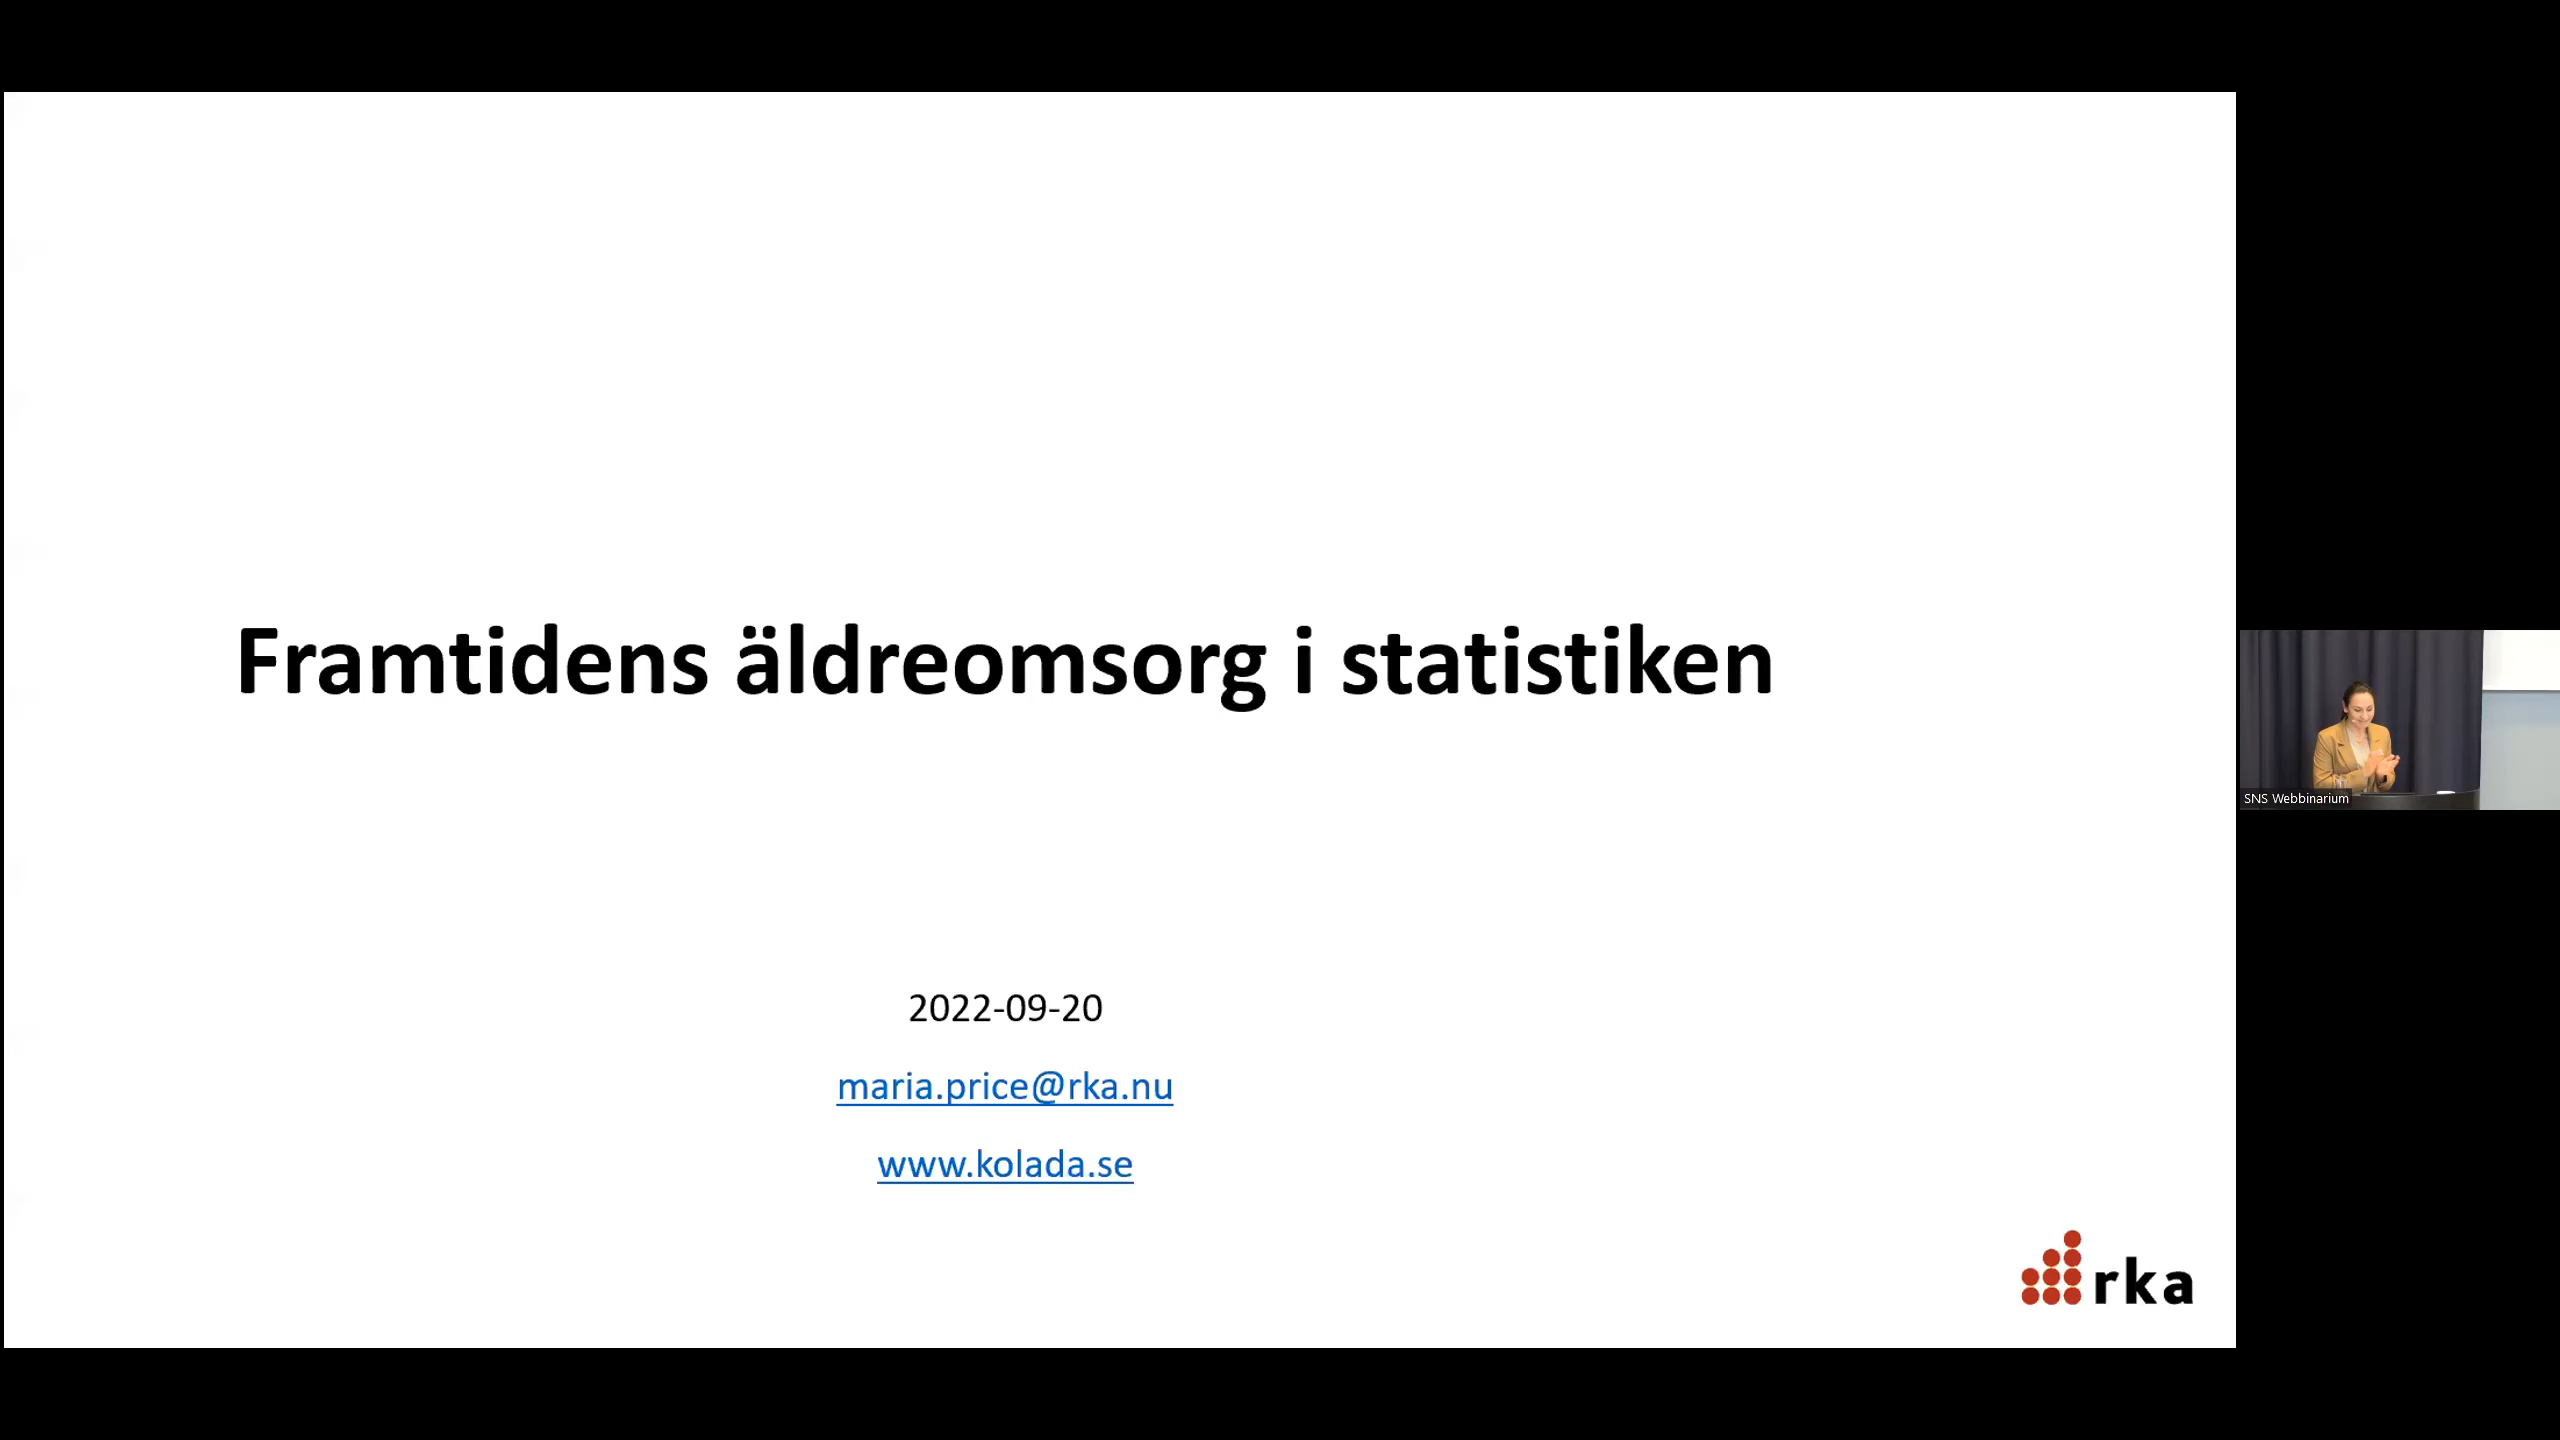 Framtidens äldreomsorg i statistiken
2022-09-20
maria.price@rka.nu
www.kolada.se
rka
SNS Webbinarium